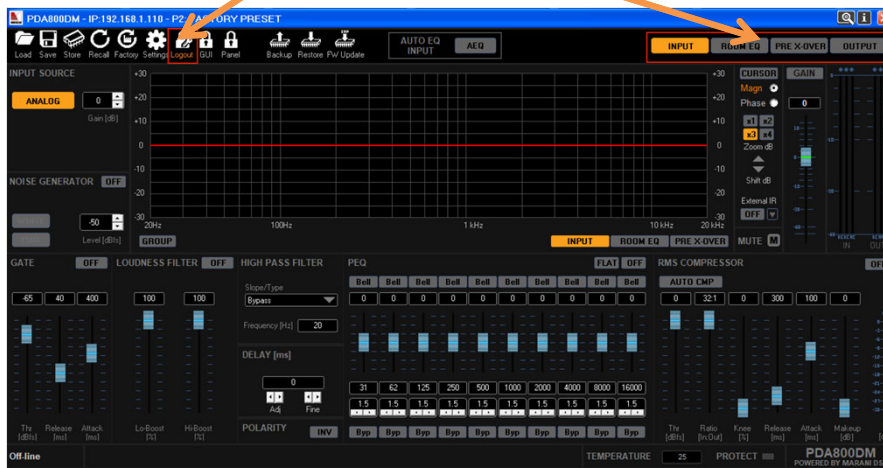 PDA800DM - IP:192.168.1.110 - P2: FACTORY PRESET
Load Save Store Recall Factory Settings Logout GUI Panel Backup Restore FW Update
AUTO EQ INPUT AEQ
INPUT ROOM EQ PRE X-OVER OUTPUT
INPUT SOURCE
ANALOG 0
Gain [dB]
NOISE GENERATOR OFF
-50
Level [dBfs]
+30 +30
+20 +20
+10 +10
0 0
-10 -10
-20 -20
-30 -30
20Hz 100Hz 1 kHz 10 kHz 20 kHz
GROUP INPUT ROOM EQ PRE X-OVER
CURSOR GAIN
Magn
Phase 0
x1 x2
x3 x4
Zoom dB
Shift dB
External IR
OFF
MUTE M
IN OUT
GATE OFF
-65 40 400
Thr [dBfs] Release [ms] Attack [ms]
LOUDNESS FILTER OFF
100 100
Lo-Boost [%] Hi-Boost [%]
HIGH PASS FILTER
Slope/Type
Bypass
Frequency [Hz] 20
DELAY [ms]
0
Adj Fine
POLARITY INV
PEQ FLAT OFF
Bell Bell Bell Bell Bell Bell Bell Bell Bell Bell
0 0 0 0 0 0 0 0 0 0
31 62 125 250 500 1000 2000 4000 8000 16000
1.5 1.5 1.5 1.5 1.5 1.5 1.5 1.5 1.5 1.5
Byp Byp Byp Byp Byp Byp Byp Byp Byp Byp
RMS COMPRESSOR
AUTO CMP
0 32:1 0 300 100 0
Thr [dBfs] Ratio [In:Out] Knee [%] Release [ms] Attack [ms] Makeup [dB]
Off-line TEMPERATURE 25 PROTECT PDA800DM
POWERED BY MARANI